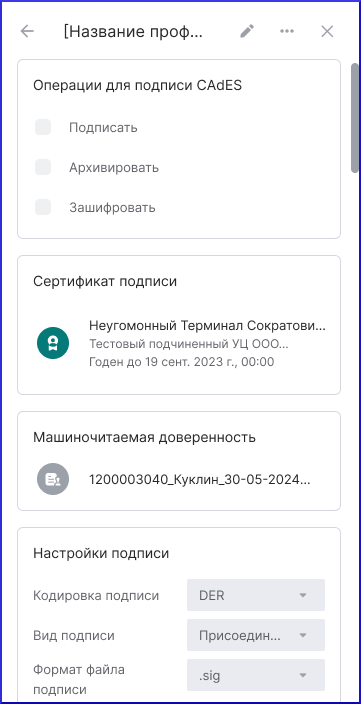 [Название проф...
Операции для подписи CAdES
Подписать
Архивировать
Зашифровать
Сертификат подписи
Неугомонный Терминал Сократови...
Тестовый подчиненный УЦ ООО...
Годен до 19 сент. 2023 г., 00:00
Машиночитаемая доверенность
1200003040_Куклин_30-05-2024...
Настройки подписи
Кодировка подписи DER
Вид подписи Присоедин...
Формат файла .sig
подписи